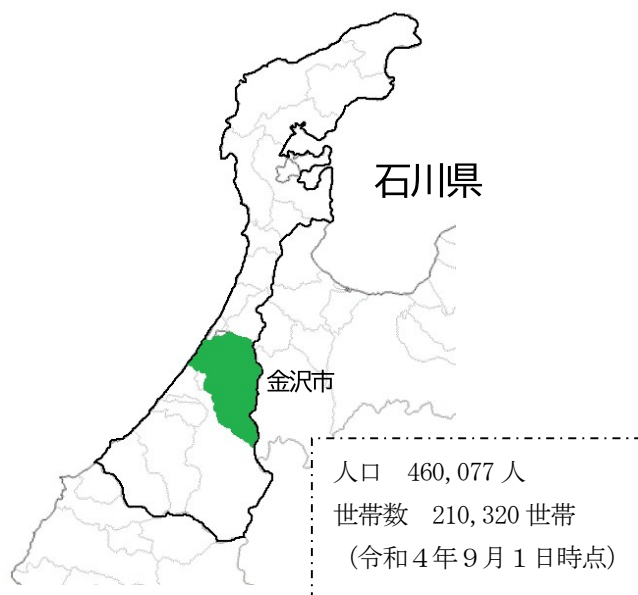 石川県
金沢市
人口　460,077 人
世帯数　210,320 世帯
（令和４年９月１日時点）